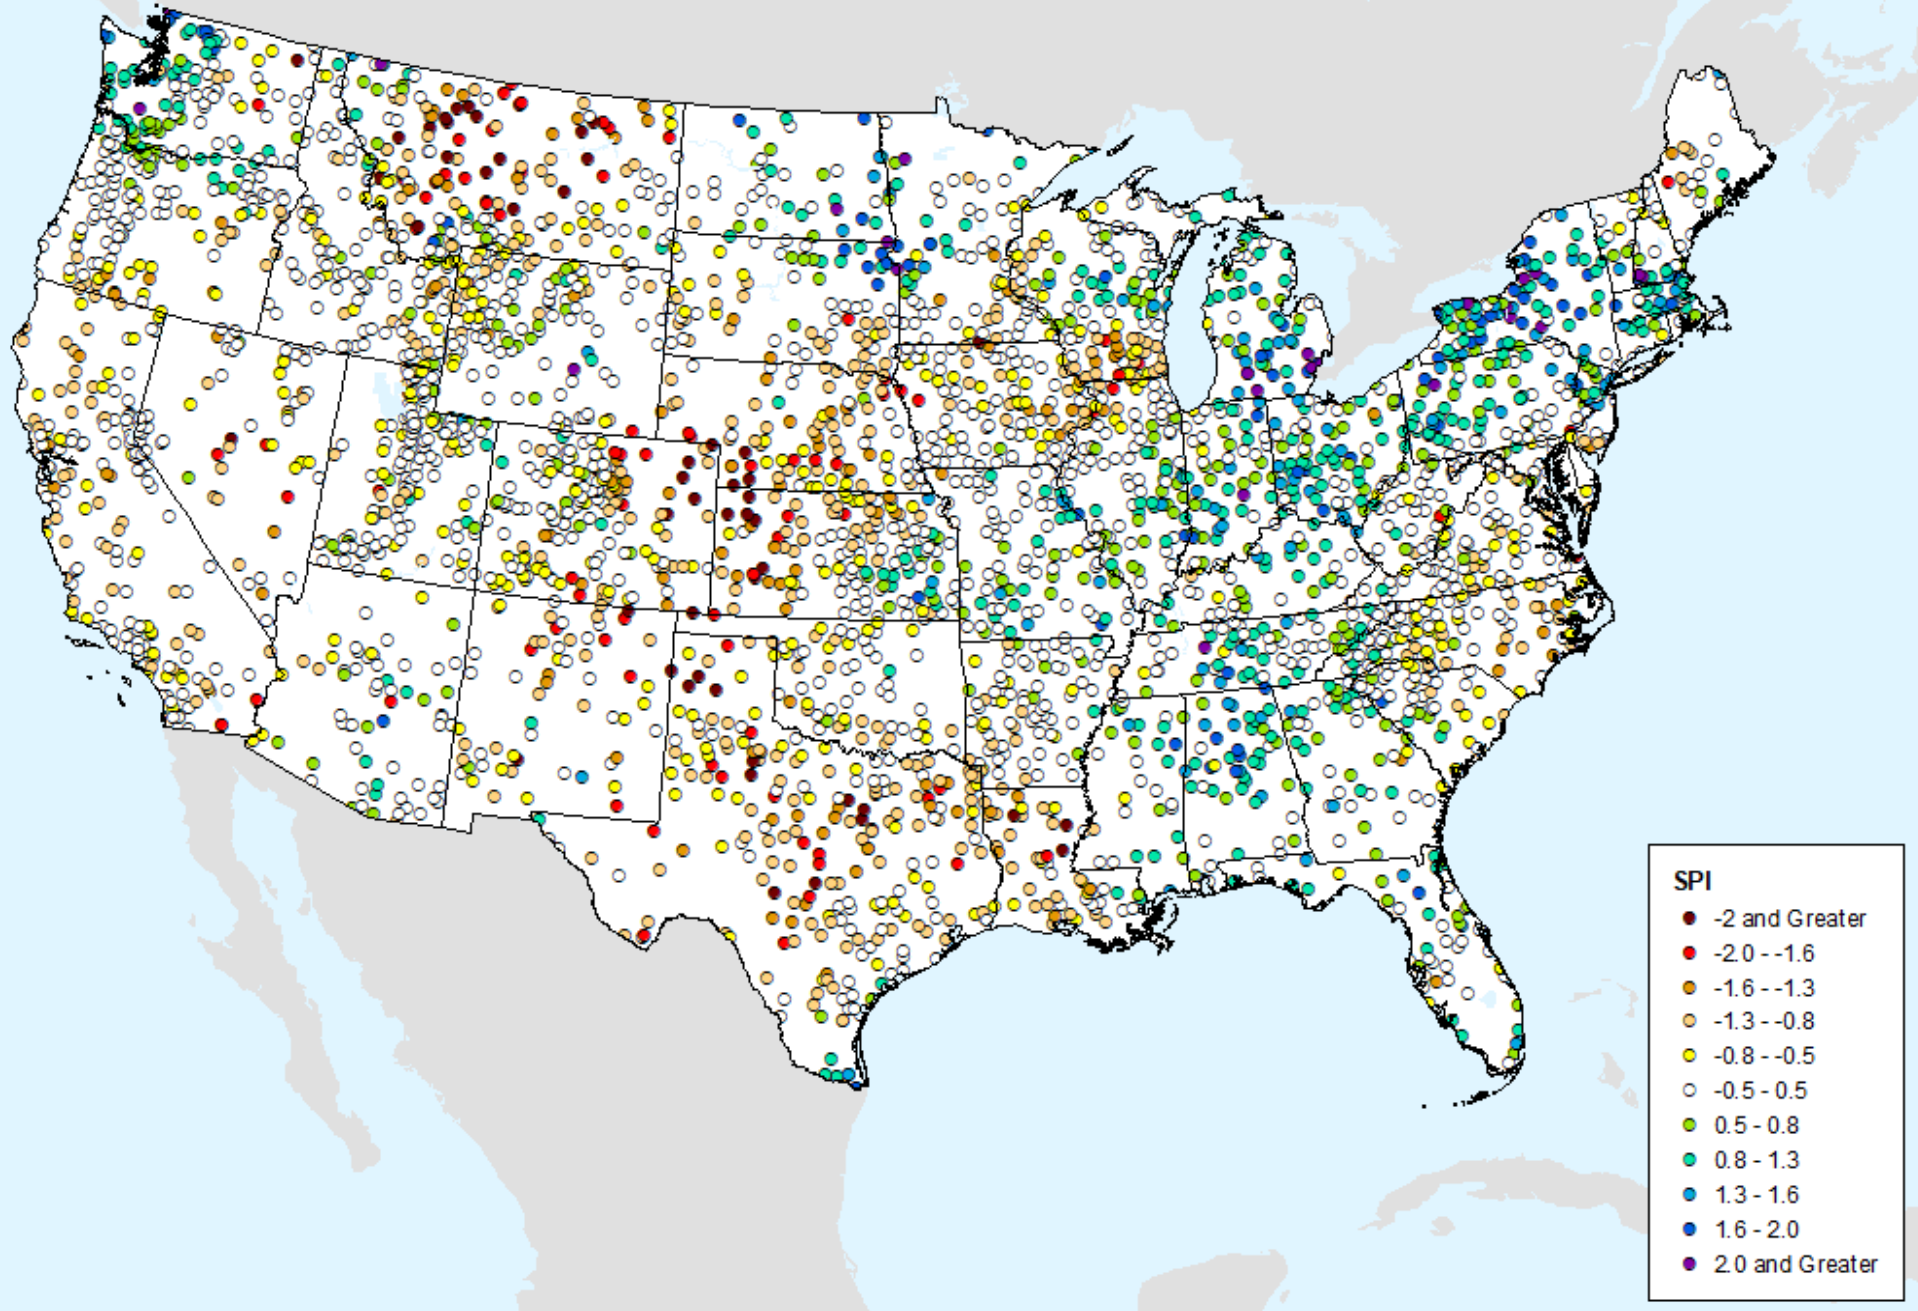 SPI
-2 and Greater
-2.0 - -1.6
-1.6 - -1.3
-1.3 - -0.8
-0.8 - -0.5
-0.5 - 0.5
0.5 - 0.8
0.8 - 1.3
1.3 - 1.6
1.6 - 2.0
2.0 and Greater